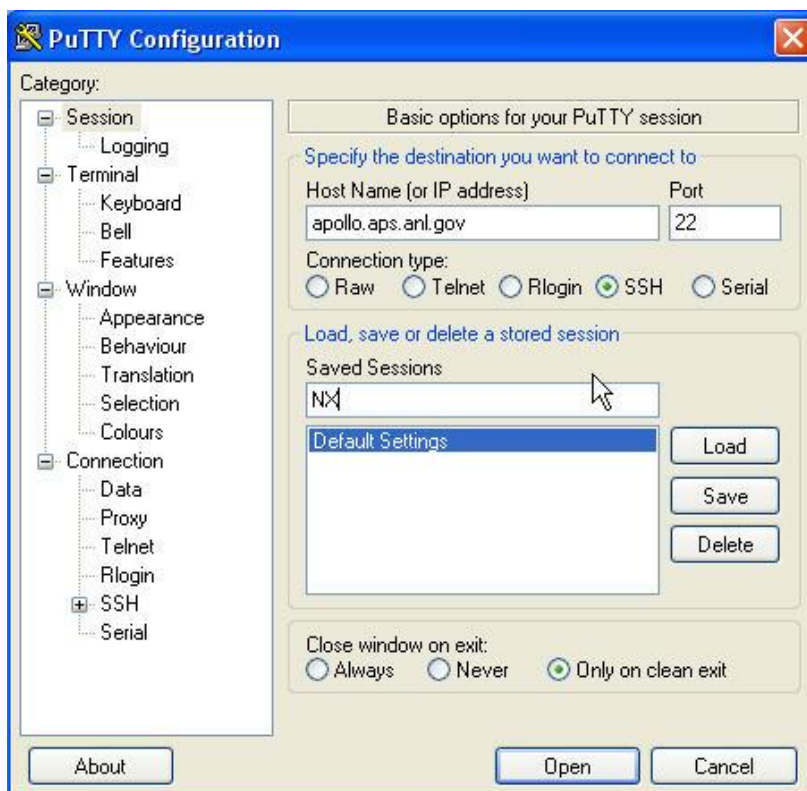 PuTTY Configuration
Category:
Session
Logging
Terminal
Keyboard
Bell
Features
Window
Appearance
Behaviour
Translation
Selection
Colours
Connection
Data
Proxy
Telnet
Rlogin
SSH
Serial
Basic options for your PuTTY session
Specify the destination you want to connect to
Host Name (or IP address) Port
apollo.aps.anl.gov 22
Connection type:
Raw Telnet Rlogin SSH Serial
Load, save or delete a stored session
Saved Sessions
NX
Default Settings
Load
Save
Delete
Close window on exit:
Always Never Only on clean exit
About Open Cancel